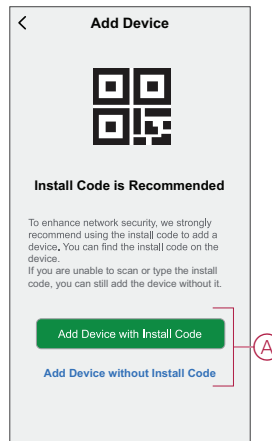 Add Device
Install Code is Recommended
To enhance network security, we strongly
recommend using the install code to add a
device. You can find the install code on the
device.
If you are unable to scan or type the install
code, you can still add the device without it.
Add Device with Install Code
A
Add Device without Install Code